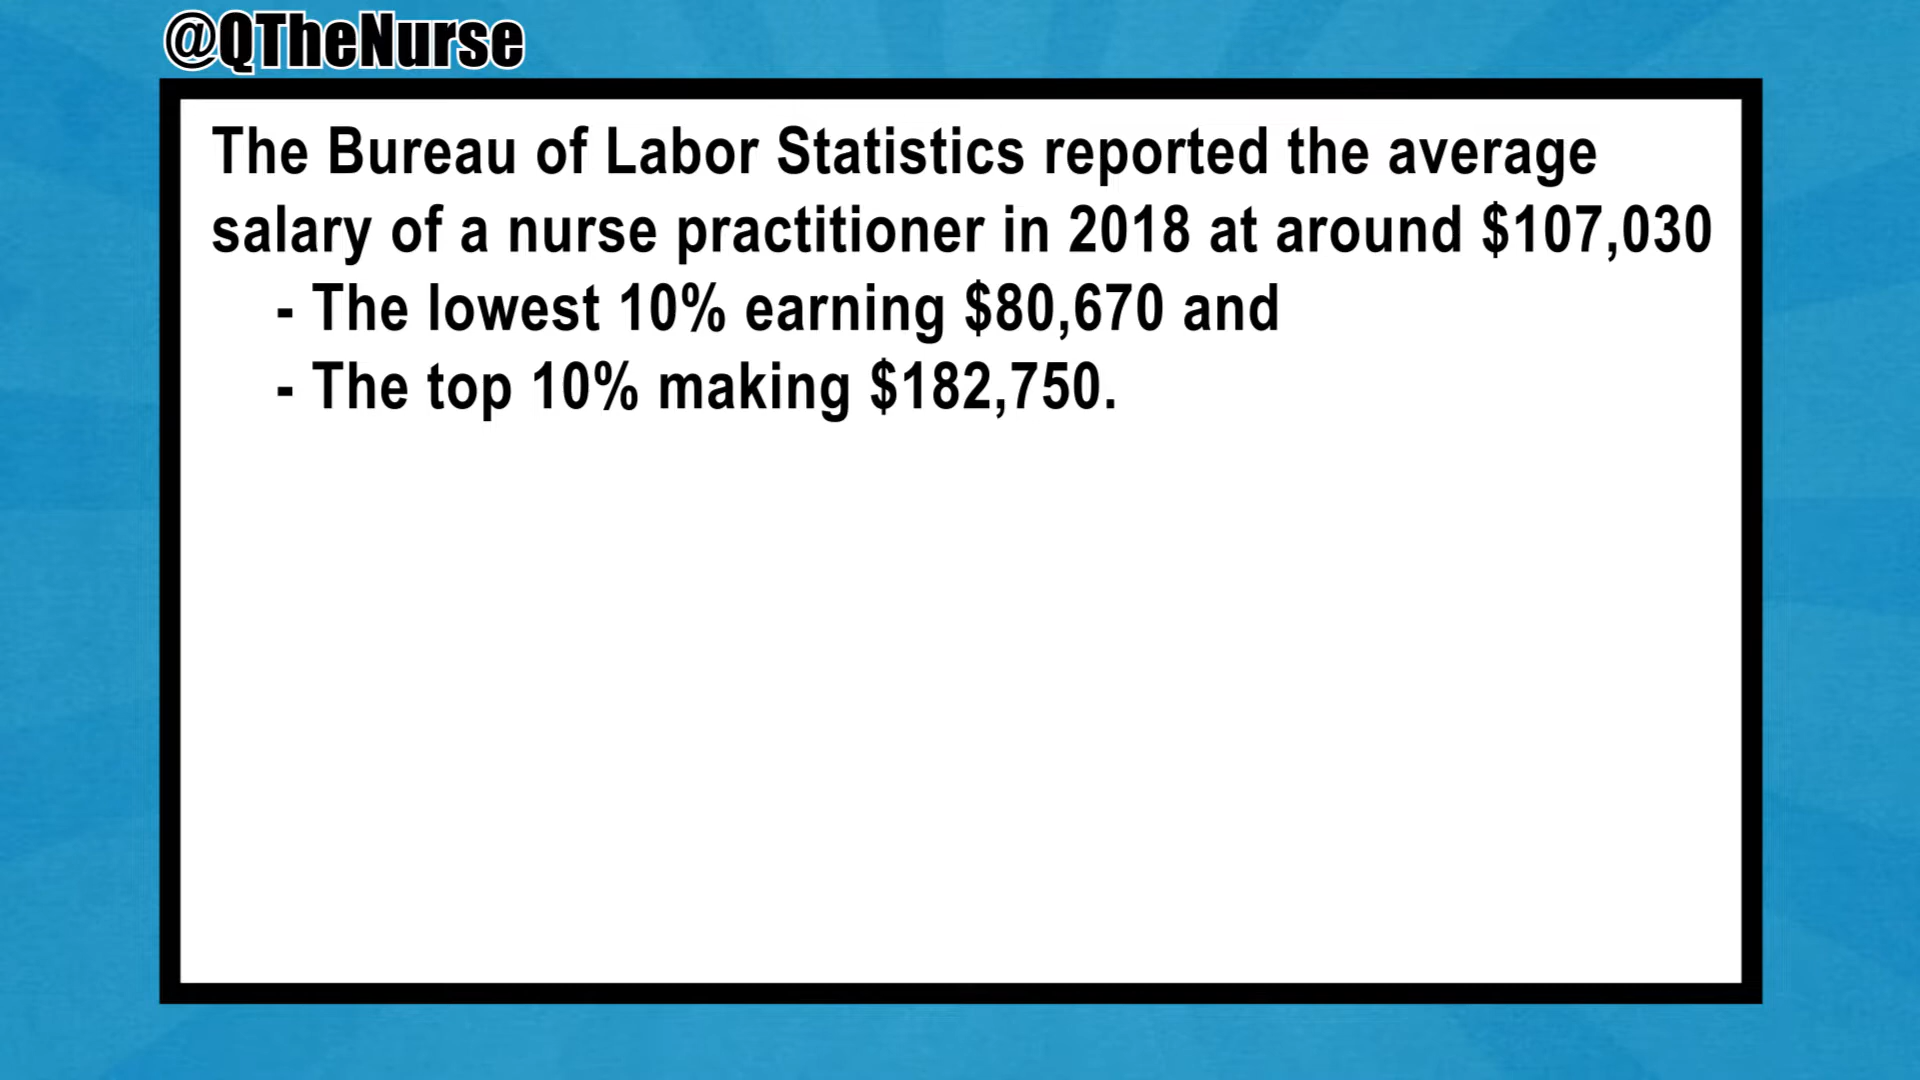 @QTheNurse
The Bureau of Labor Statistics reported the average
salary of a nurse practitioner in 2018 at around $107,030
- The lowest 10% earning $80,670 and
- The top 10% making $182,750.